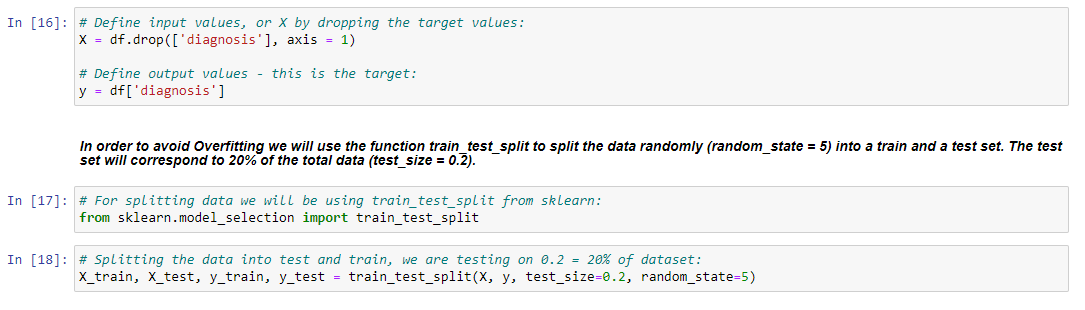 In [16]: # Define input values, or X by dropping the target values:
X = df.drop(['diagnosis'], axis = 1)
# Define output values - this is the target:
y = df['diagnosis']
In order to avoid Overfitting we will use the function train_test_split to split the data randomly (random_state = 5) into a train and a test set. The test
set will correspond to 20% of the total data (test_size = 0.2).
In [17]: # For splitting data we will be using train_test_split from sklearn:
from sklearn.model_selection import train_test_split
In [18]: # Splitting the data into test and train, we are testing on 0.2 = 20% of dataset:
X_train, X_test, y_train, y_test = train_test_split(X, y, test_size=0.2, random_state=5)